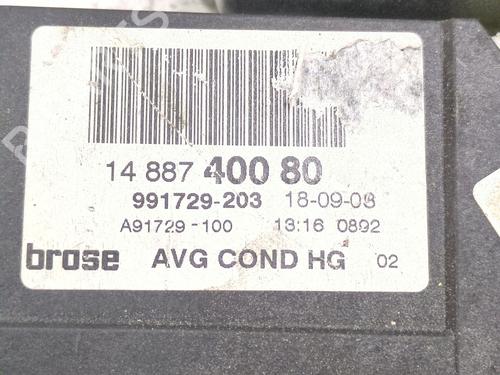 14 887 400 80
991729-203 18-09-08
A91729-100 13:16 0892
brose AVG COND HG 02